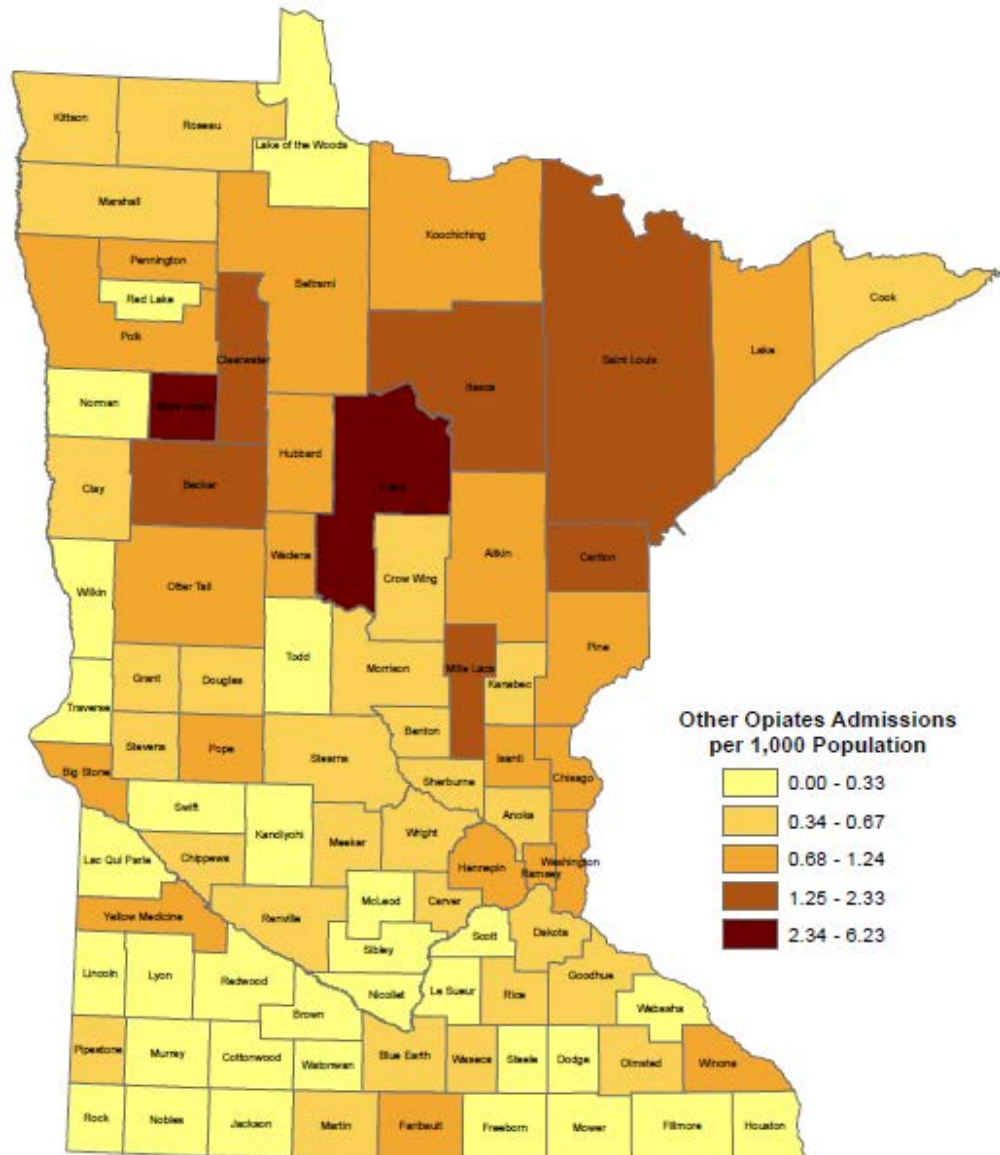 Kittson
Roseau
Lake of the Woods
Marshall
Koochiching
Pennington
Beltrami
Red Lake
Cook
Polk
Clearwater
Saint Louis
Lake
Itasca
Norman
Mahnomen
Hubbard
Clay
Becker
Cass
Wadena
Aitkin
Carlton
Crow Wing
Otter Tail
Wilkin
Todd
Pine
Mille Lacs
Morrison
Kanabec
Grant
Douglas
Traverse
Benton
Stevens
Pope
Stearns
Isanti
Big Stone
Sherburne
Chisago
Swift
Anoka
Kandiyohi
Wright
Meeker
Lac Qui Parle
Chippewa
Hennepin
Washington
Ramsey
McLeod
Carver
Yellow Medicine
Renville
Dakota
Scott
Sibley
Goodhue
Lincoln
Lyon
Redwood
Nicollet
Le Sueur
Rice
Wabasha
Brown
Pipestone
Murray
Cottonwood
Watonwan
Blue Earth
Waseca
Steele
Dodge
Olmsted
Winona
Rock
Nobles
Jackson
Martin
Faribault
Freeborn
Mower
Fillmore
Houston
Other Opiates Admissions
per 1,000 Population
0.00 - 0.33
0.34 - 0.67
0.68 - 1.24
1.25 - 2.33
2.34 - 6.23